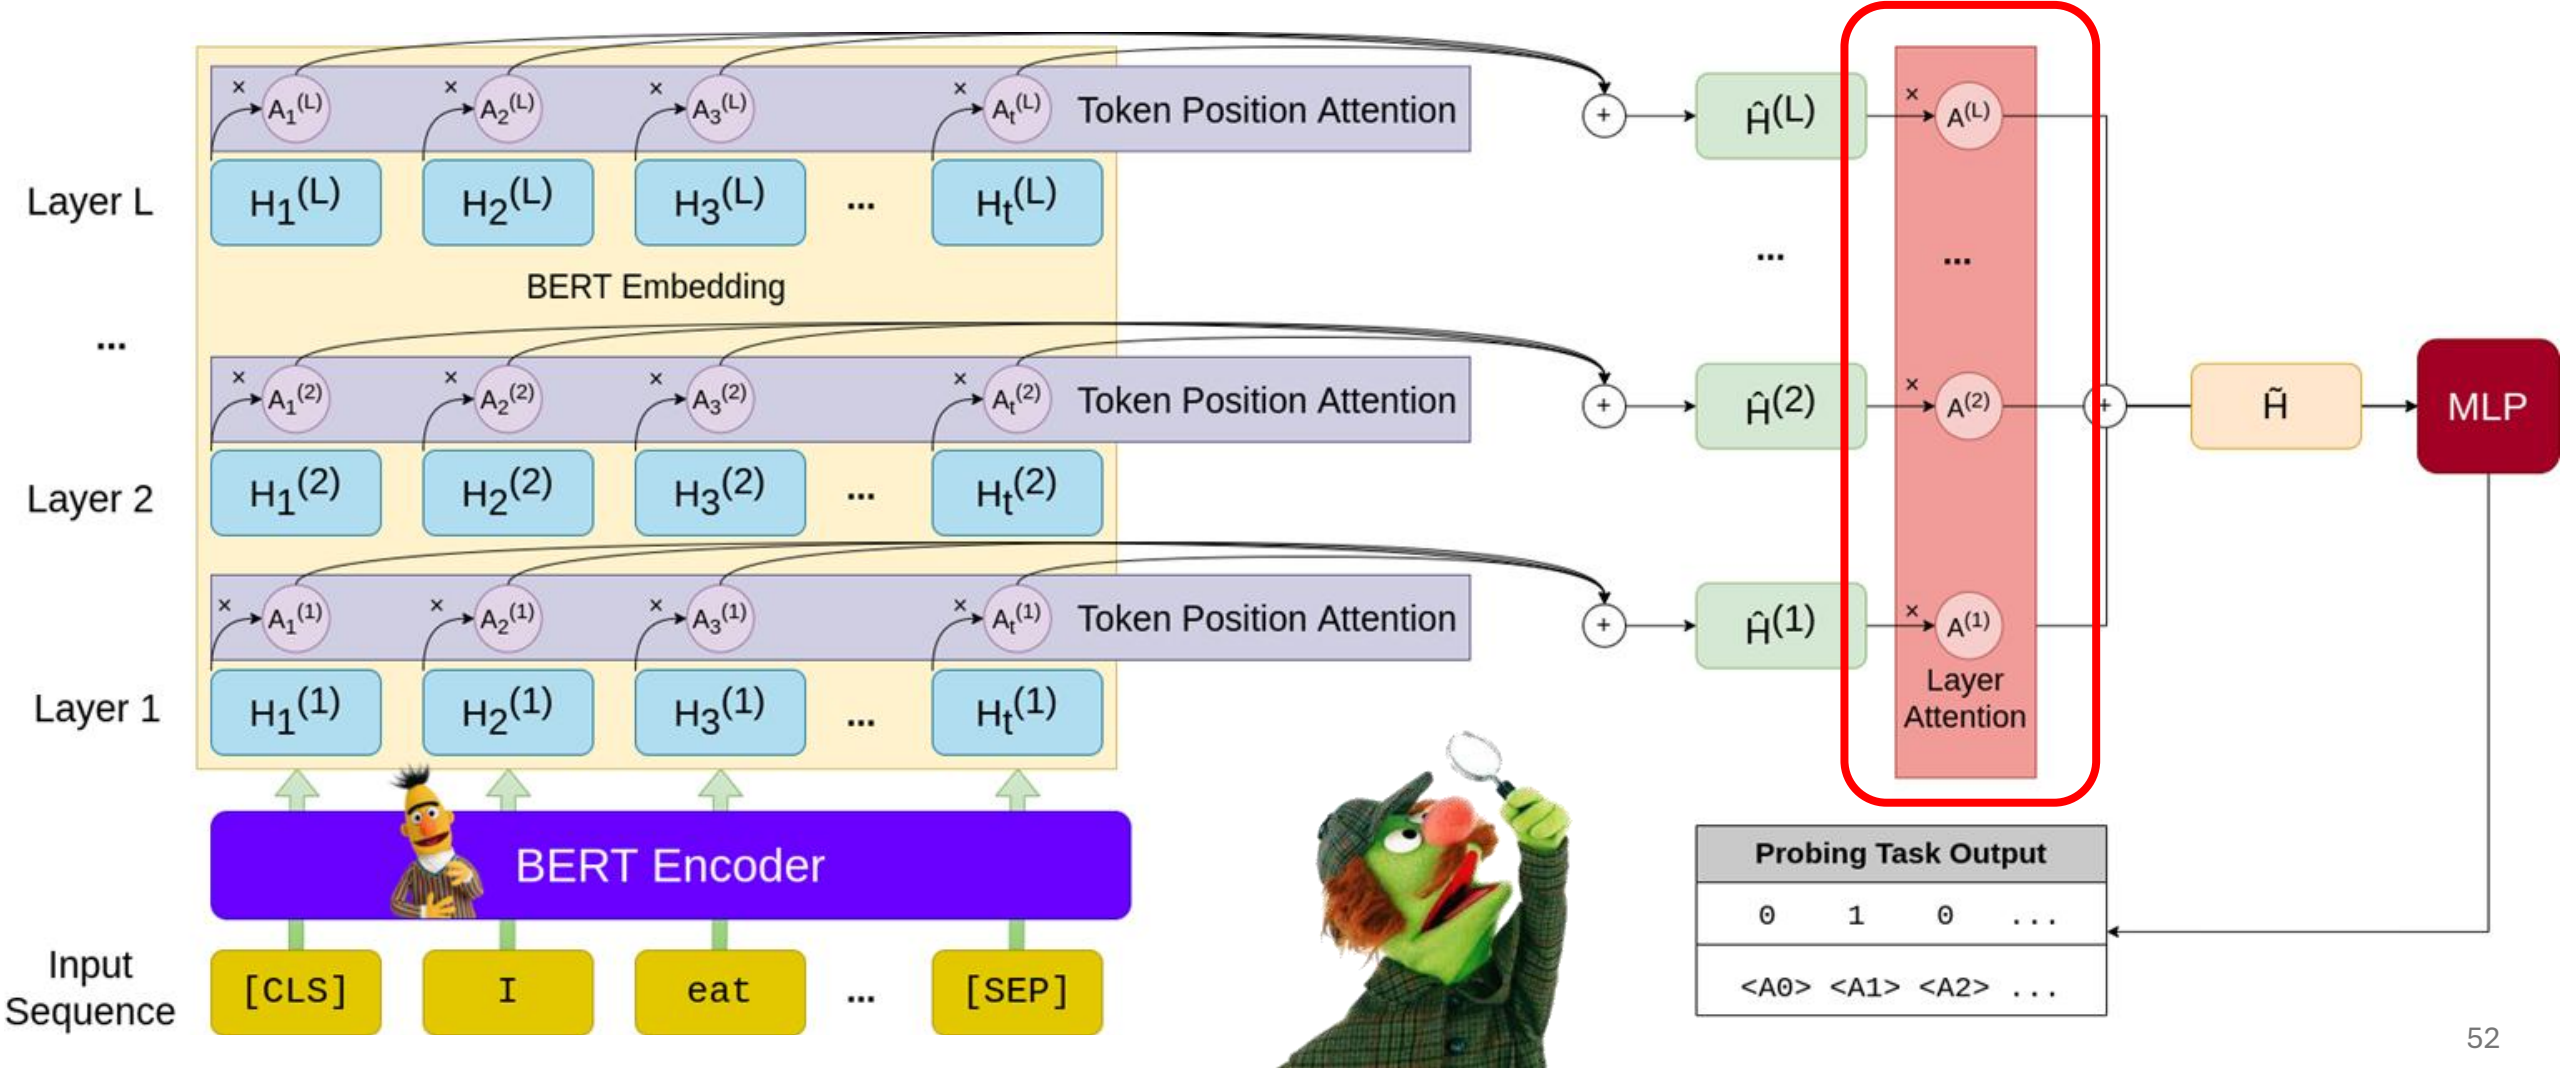 × A1(L) × A2(L) × A3(L) × At(L) Token Position Attention + Ĥ(L) × A(L)
Layer L H1(L) H2(L) H3(L) ... Ht(L)
... ...
BERT Embedding
...
× A1(2) × A2(2) × A3(2) × At(2) Token Position Attention + Ĥ(2) × A(2) + H̃ MLP
Layer 2 H1(2) H2(2) H3(2) ... Ht(2)
× A1(1) × A2(1) × A3(1) × At(1) Token Position Attention + Ĥ(1) × A(1)
Layer
Attention
Layer 1 H1(1) H2(1) H3(1) ... Ht(1)
BERT Encoder
Input
Sequence
[CLS] I eat ... [SEP]
Probing Task Output
0 1 0 ...
<A0> <A1> <A2> ...
52